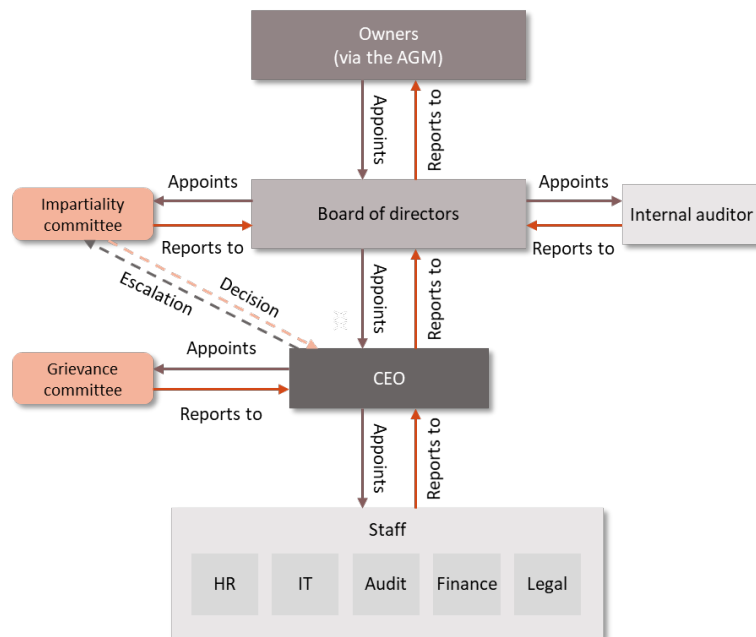 Owners
(via the AGM)
Appoints
Reports to
Appoints
Appoints
Impartiality
committee
Board of directors
Internal auditor
Reports to
Reports to
Escalation
Decision
Appoints
Reports to
Appoints
Grievance
committee
CEO
Reports to
Appoints
Reports to
Staff
HR
IT
Audit
Finance
Legal